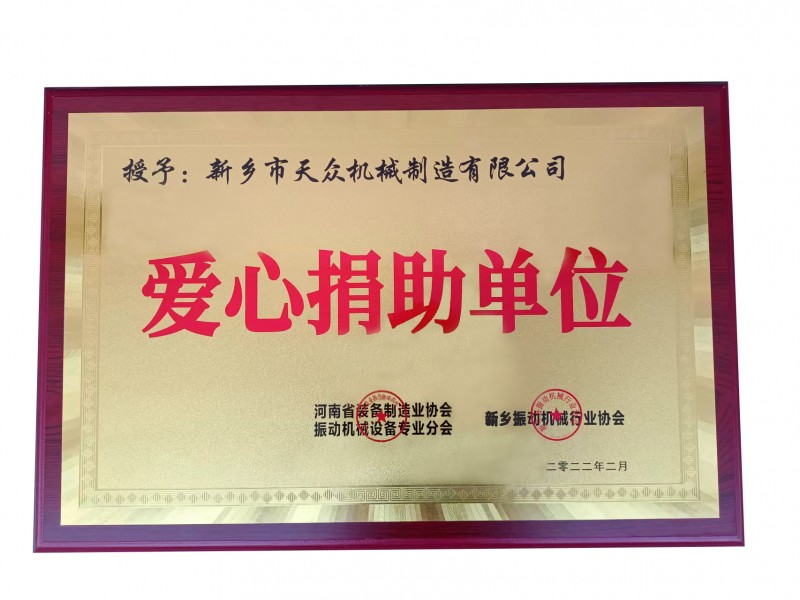 授予：新乡市天众机械制造有限公司
爱心捐助单位
河南省装备制造业协会
振动机械设备专业分会
新乡振动机械行业协会
二零二二年二月